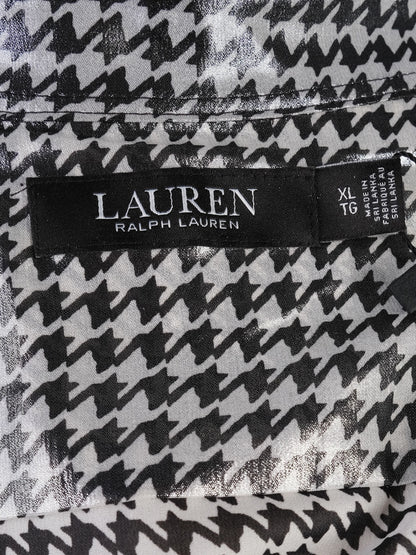 LAUREN
RALPH LAUREN
XL
TG
MADE IN
SRI LANKA
FABRIQUÉ AU
SRI LANKA